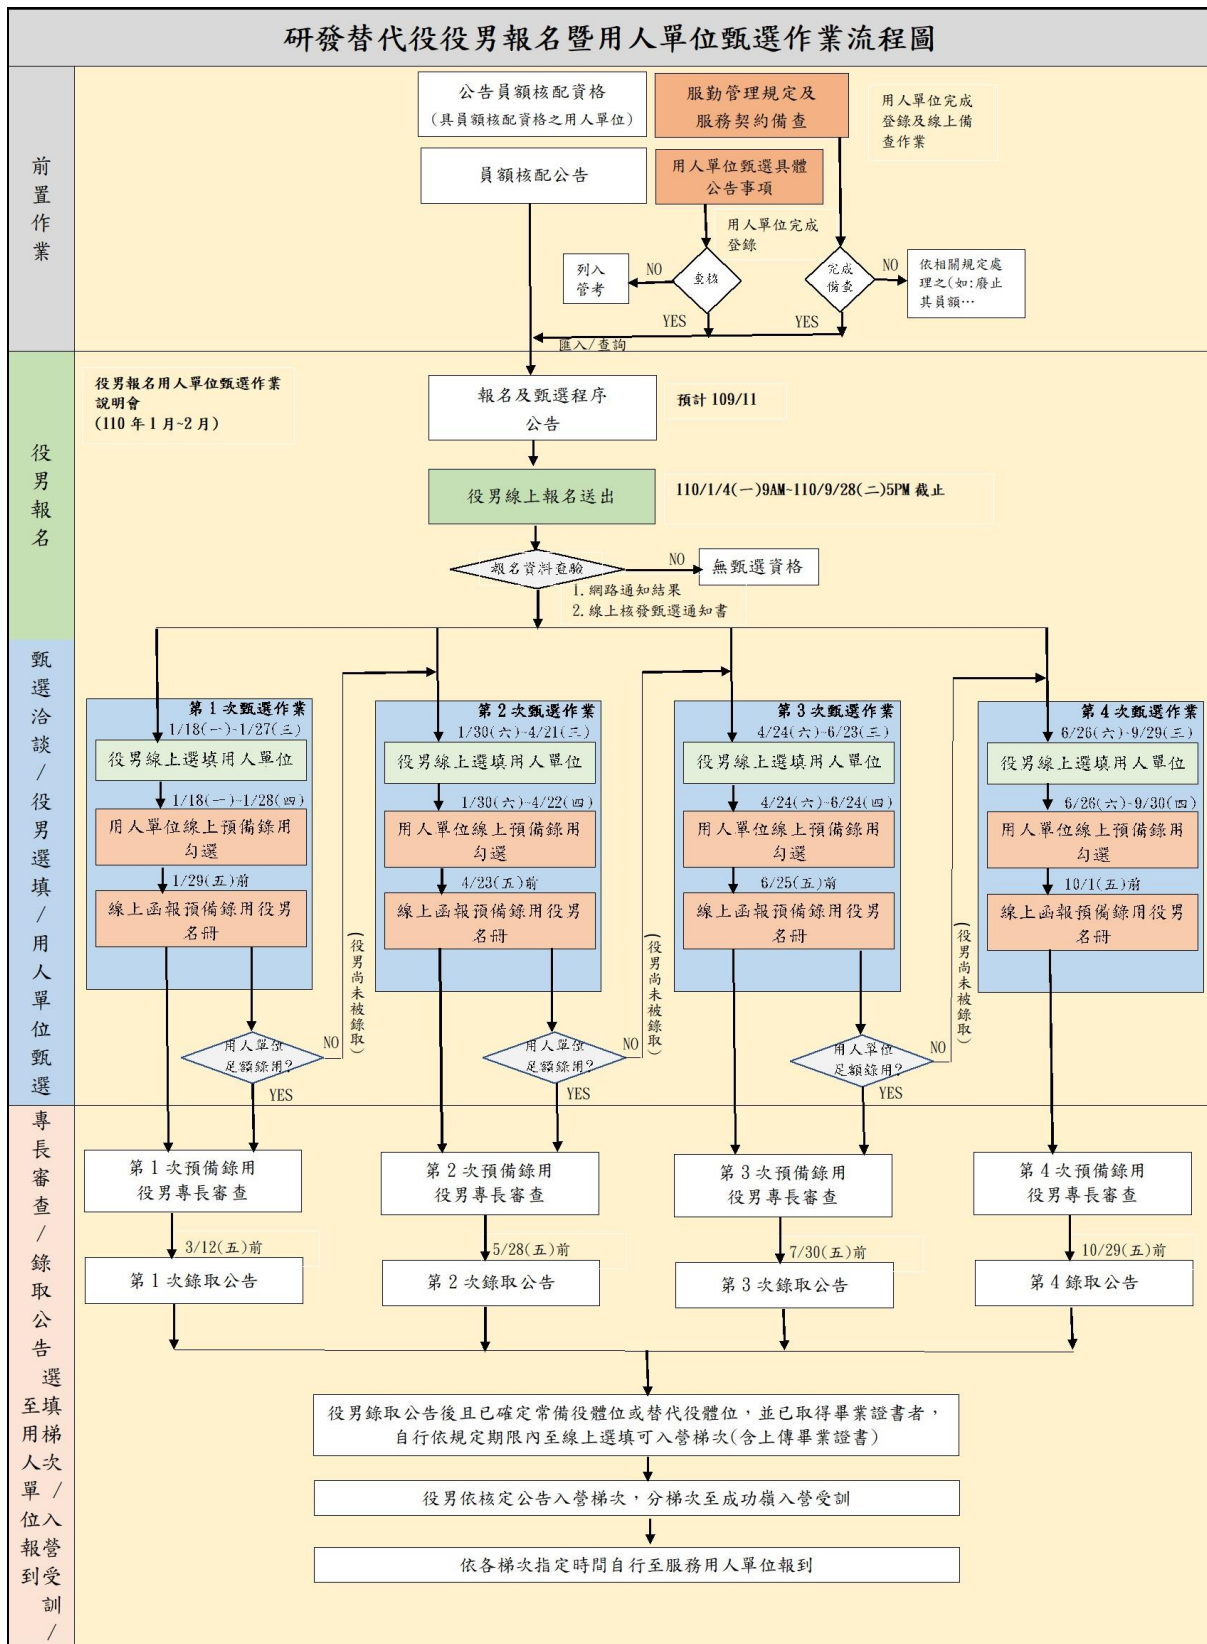 研發替代役役男報名暨用人單位甄選作業流程圖
前置作業
公告員額核配資格
(具員額核配資格之用人單位)
服勤管理規定及
服務契約備查
用人單位完成
登錄及線上備
查作業
員額核配公告
用人單位甄選具體
公告事項
用人單位完成
登錄
列入
管考
NO
查核
完成
備查
NO
依相關規定處
理之(如:廢止
其員額…
YES
YES
匯入/查詢
役男報名
役男報名用人單位甄選作業
說明會
(110 年 1 月~2 月)
報名及甄選程序
公告
預計 109/11
役男線上報名送出
110/1/4(一)9AM~110/9/28(二)5PM 截止
報名資料查驗
NO
無甄選資格
1. 網路通知結果
2. 線上核發甄選通知書
甄選洽談/役男選填/用人單位甄選
第 1 次甄選作業
1/18(一)~1/27(三)
役男線上選填用人單位
1/18(一)~1/28(四)
用人單位線上預備錄用
勾選
1/29(五)前
線上函報預備錄用役男
名冊
用人單位
足額錄用?
NO
YES
(役男尚未被錄取)
第 2 次甄選作業
1/30(六)~4/21(三)
役男線上選填用人單位
1/30(六)~4/22(四)
用人單位線上預備錄用
勾選
4/23(五)前
線上函報預備錄用役男
名冊
用人單位
足額錄用?
NO
YES
(役男尚未被錄取)
第 3 次甄選作業
4/24(六)~6/23(三)
役男線上選填用人單位
4/24(六)~6/24(四)
用人單位線上預備錄用
勾選
6/25(五)前
線上函報預備錄用役男
名冊
用人單位
足額錄用?
NO
YES
(役男尚未被錄取)
第 4 次甄選作業
6/26(六)~9/29(三)
役男線上選填用人單位
6/26(六)~9/30(四)
用人單位線上預備錄用
勾選
10/1(五)前
線上函報預備錄用役男
名冊
專長審查/錄取公告
選填梯次/入營受訓/
至用人單位報到
第 1 次預備錄用
役男專長審查
3/12(五)前
第 1 次錄取公告
第 2 次預備錄用
役男專長審查
5/28(五)前
第 2 次錄取公告
第 3 次預備錄用
役男專長審查
7/30(五)前
第 3 次錄取公告
第 4 次預備錄用
役男專長審查
10/29(五)前
第 4 錄取公告
役男錄取公告後且已確定常備役體位或替代役體位，並已取得畢業證書者，
自行依規定期限內至線上選填可入營梯次(含上傳畢業證書)
役男依核定公告入營梯次，分梯次至成功嶺入營受訓
依各梯次指定時間自行至服務用人單位報到